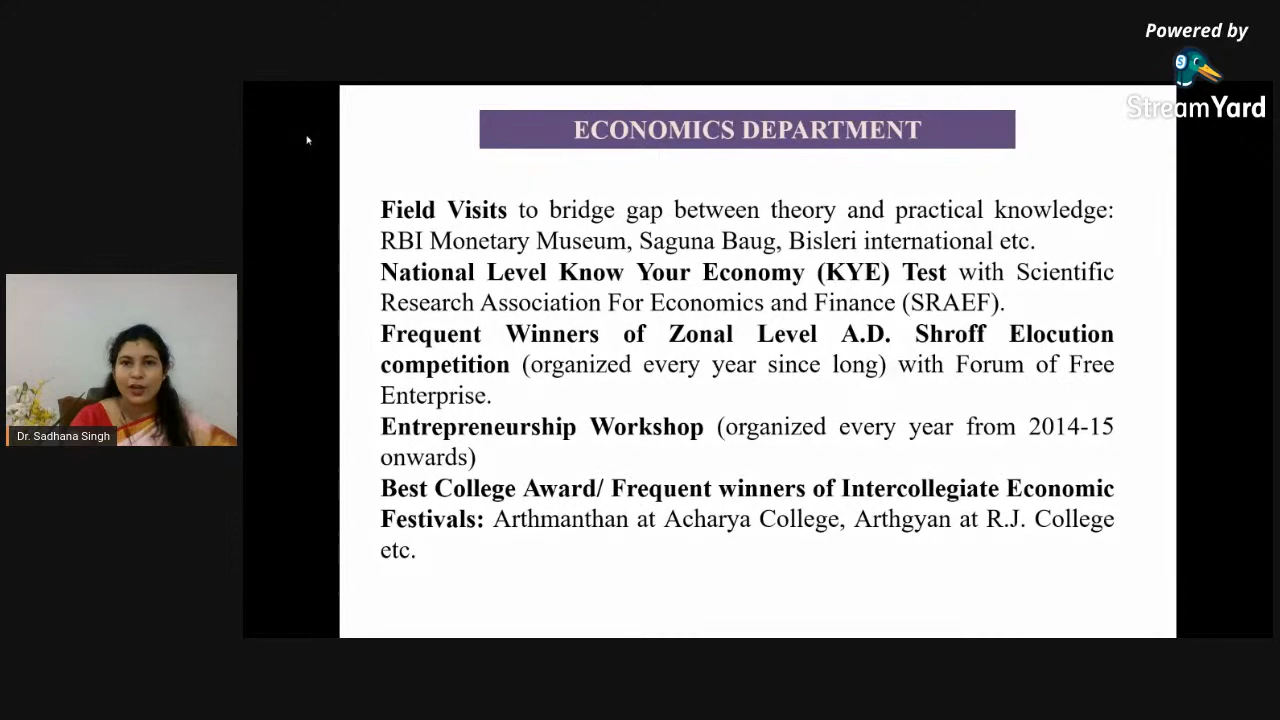 Powered by
StreamYard
ECONOMICS DEPARTMENT
Field Visits to bridge gap between theory and practical knowledge:
RBI Monetary Museum, Saguna Baug, Bisleri international etc.
National Level Know Your Economy (KYE) Test with Scientific
Research Association For Economics and Finance (SRAEF).
Frequent Winners of Zonal Level A.D. Shroff Elocution
competition (organized every year since long) with Forum of Free
Enterprise.
Entrepreneurship Workshop (organized every year from 2014-15
onwards)
Best College Award/ Frequent winners of Intercollegiate Economic
Festivals: Arthmanthan at Acharya College, Arthgyan at R.J. College
etc.
Dr. Sadhana Singh